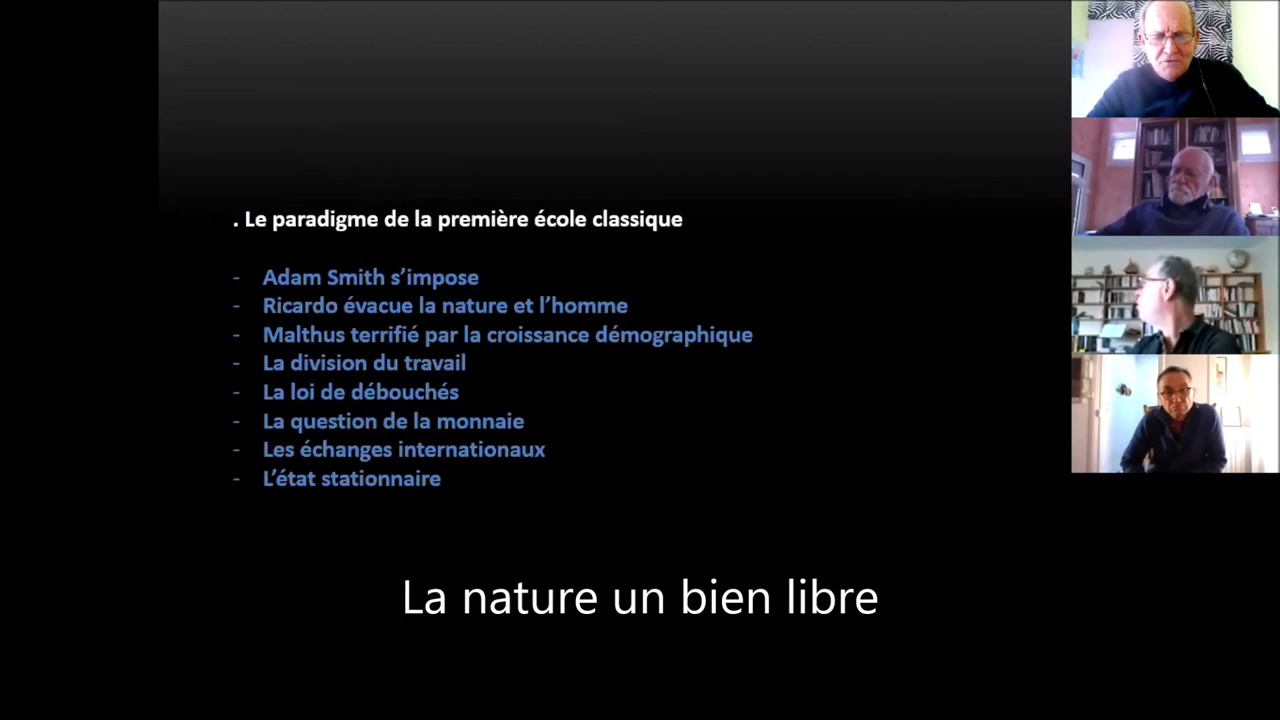 . Le paradigme de la première école classique
- Adam Smith s’impose
- Ricardo évacue la nature et l’homme
- Malthus terrifié par la croissance démographique
- La division du travail
- La loi de débouchés
- La question de la monnaie
- Les échanges internationaux
- L’état stationnaire
La nature un bien libre